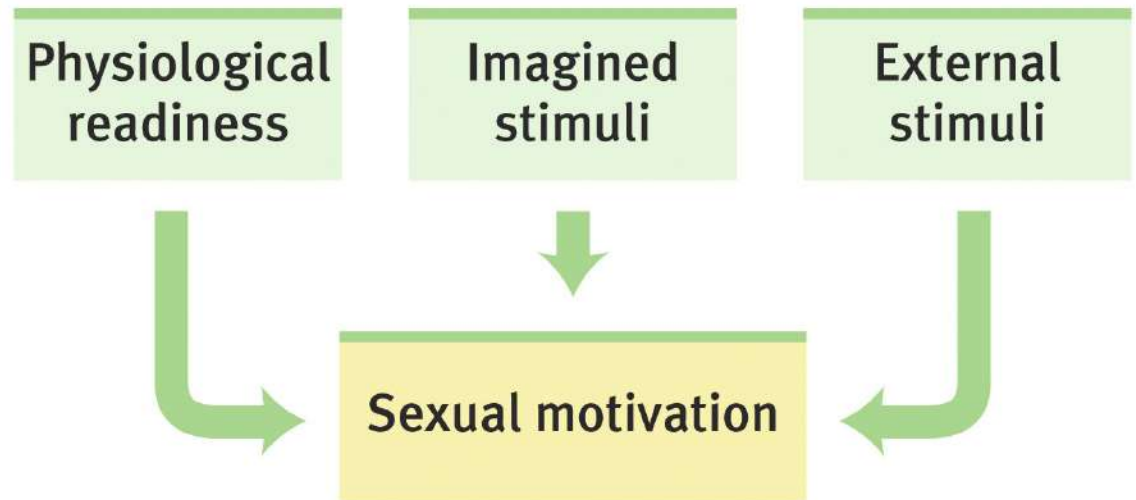 Physiological
readiness
Imagined
stimuli
External
stimuli
Sexual motivation